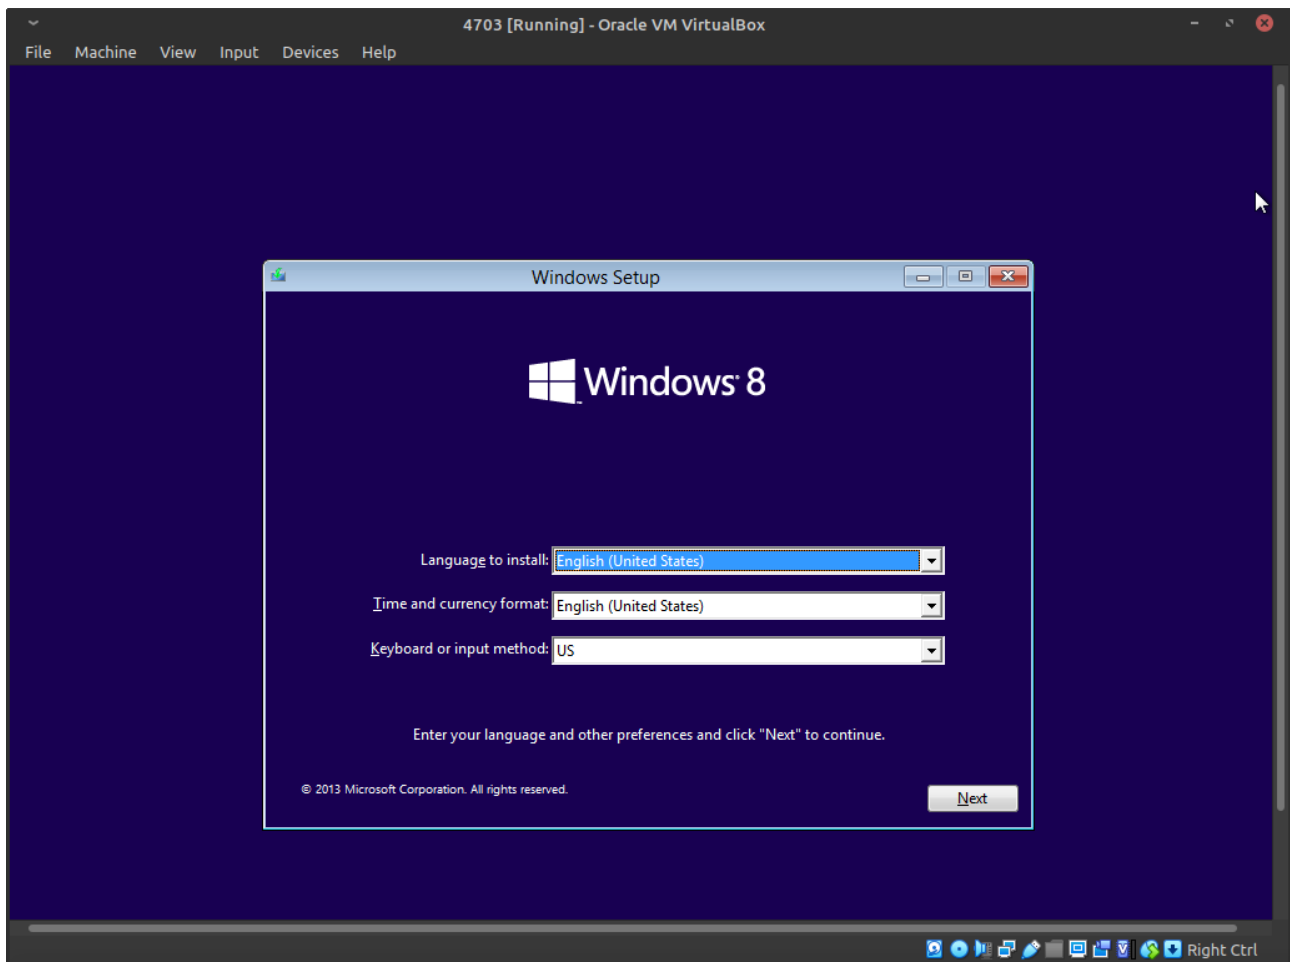 4703 [Running] - Oracle VM VirtualBox
File Machine View Input Devices Help
Windows Setup
Windows 8
Language to install: English (United States)
Time and currency format: English (United States)
Keyboard or input method: US
Enter your language and other preferences and click "Next" to continue.
© 2013 Microsoft Corporation. All rights reserved.
Next
Right Ctrl